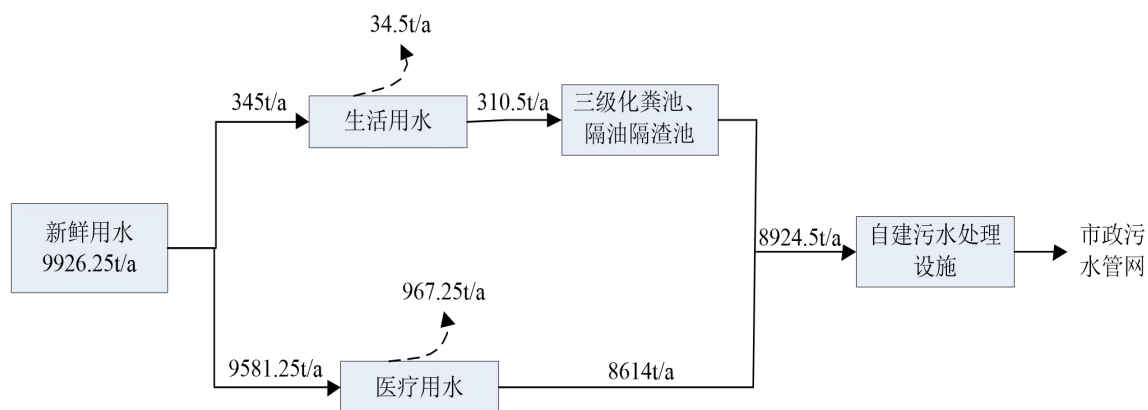 34.5t/a
345t/a
生活用水
310.5t/a
三级化粪池、
隔油隔渣池
新鲜用水
9926.25t/a
8924.5t/a
自建污水处理
设施
市政污
水管网
967.25t/a
9581.25t/a
医疗用水
8614t/a